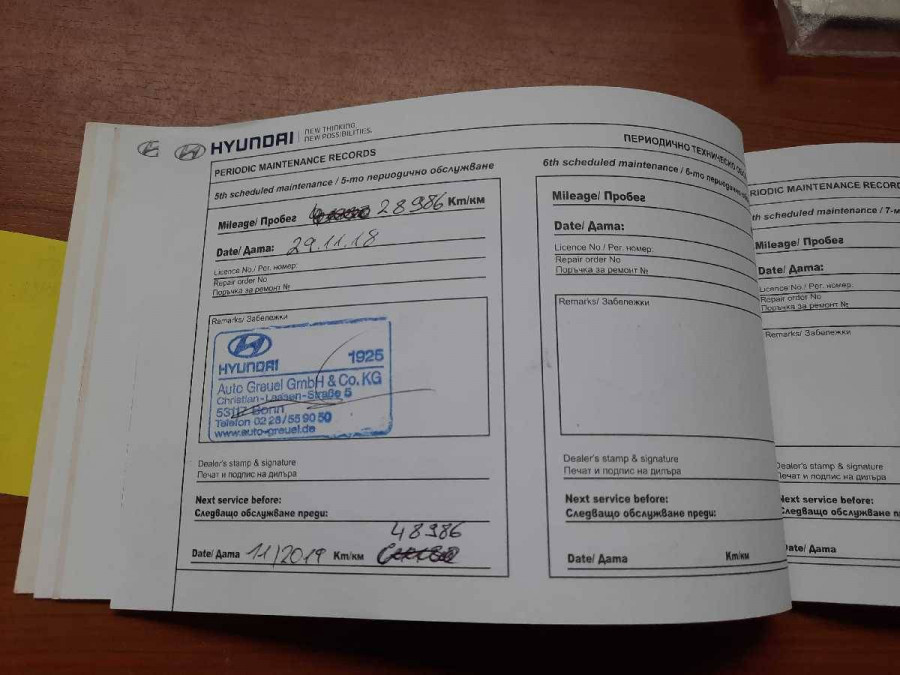 HYUNDAI | NEW THINKING. NEW POSSIBILITIES.
PERIODIC MAINTENANCE RECORDS
5th scheduled maintenance / 5-то периодично обслужване
Mileage/ Пробег 28986 Km/км
Date/ Дата: 29.11.18
Licence No./ Рег. номер:
Repair order No
Поръчка за ремонт №
Remarks/ Забележки
HYUNDAI 1925
Auto Greuel GmbH & Co. KG
Christian-Lassen-Straße 5
Bonn
Telefon 02 28/55 90 50
www.auto-greuel.de
Dealer's stamp & signature
Печат и подпис на дилъра
Next service before:
Следващо обслужване преди:
48986
Date/ Дата 11/2019 Km/км
ПЕРИОДИЧНО ТЕХНИЧЕСКО
6th scheduled maintenance / 6-то периодично
Mileage/ Пробег
Date/ Дата:
Licence No./ Рег. номер:
Repair order No
Поръчка за ремонт №
Remarks/ Забележки
Dealer's stamp & signature
Печат и подпис на дилъра
Next service before:
Следващо обслужване преди:
Date/ Дата Km/км
RIODIC MAINTENANCE RECORD
th scheduled maintenance / 7-м
Mileage/ Пробег
Date/ Дата:
Licence No./ Рег. номер:
Repair order No
Поръчка за ремонт №
Remarks/ Забележки
Dealer's stamp & signature
Печат и подпис на дилъра
Next service before:
Следващо обслужване
Date/ Дата